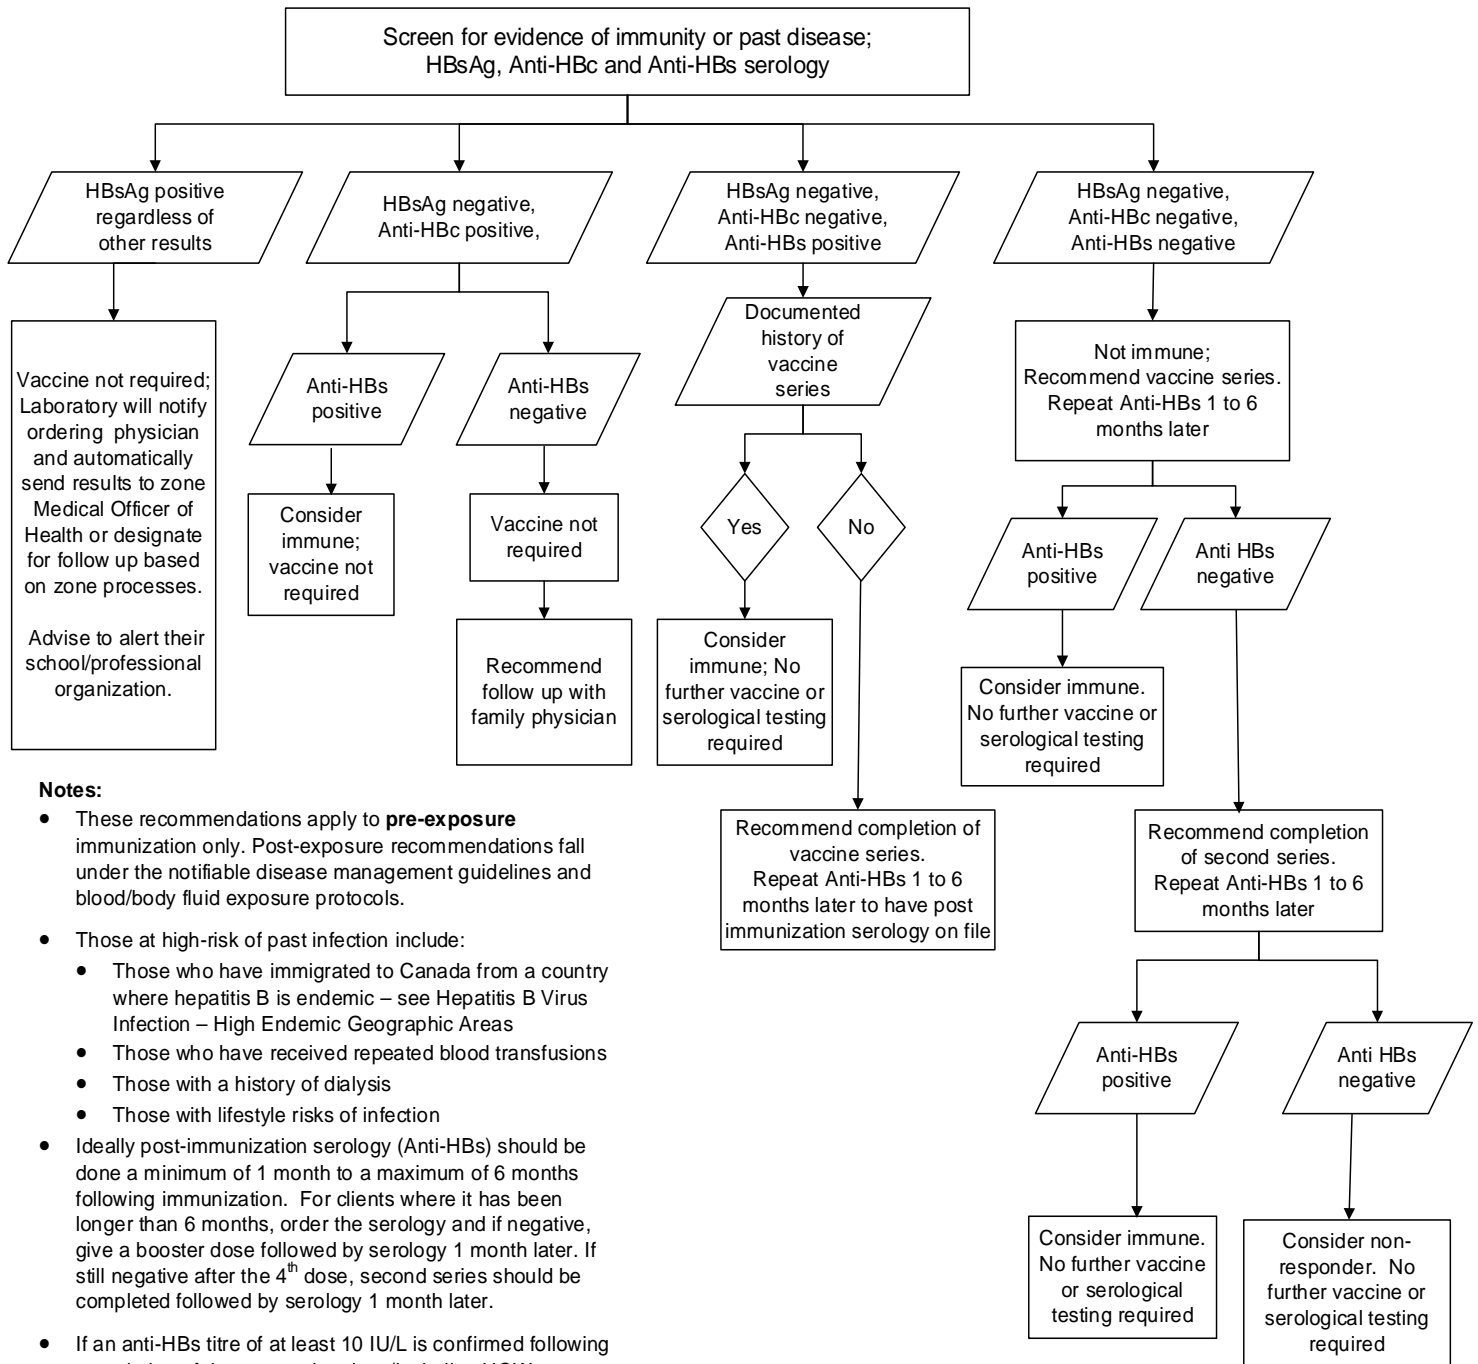 Screen for evidence of immunity or past disease;
HBsAg, Anti-HBc and Anti-HBs serology
HBsAg positive
regardless of
other results
HBsAg negative,
Anti-HBc positive,
HBsAg negative,
Anti-HBc negative,
Anti-HBs positive
HBsAg negative,
Anti-HBc negative,
Anti-HBs negative
Vaccine not required;
Laboratory will notify
ordering physician
and automatically
send results to zone
Medical Officer of
Health or designate
for follow up based
on zone processes.
Advise to alert their
school/professional
organization.
Anti-HBs
positive
Anti-HBs
negative
Consider
immune;
vaccine not
required
Vaccine not
required
Recommend
follow up with
family physician
Documented
history of
vaccine
series
Yes
No
Consider
immune; No
further vaccine or
serological testing
required
Recommend completion of
vaccine series.
Repeat Anti-HBs 1 to 6
months later to have post
immunization serology on file
Not immune;
Recommend vaccine series.
Repeat Anti-HBs 1 to 6
months later
Anti-HBs
positive
Anti HBs
negative
Consider immune.
No further vaccine or
serological testing
required
Recommend completion
of second series.
Repeat Anti-HBs 1 to 6
months later
Anti-HBs
positive
Anti HBs
negative
Consider immune.
No further vaccine
or serological
testing required
Consider non-
responder. No
further vaccine or
serological testing
required
Notes:
• These recommendations apply to pre-exposure
immunization only. Post-exposure recommendations fall
under the notifiable disease management guidelines and
blood/body fluid exposure protocols.
• Those at high-risk of past infection include:
• Those who have immigrated to Canada from a country
where hepatitis B is endemic – see Hepatitis B Virus
Infection – High Endemic Geographic Areas
• Those who have received repeated blood transfusions
• Those with a history of dialysis
• Those with lifestyle risks of infection
• Ideally post-immunization serology (Anti-HBs) should be
done a minimum of 1 month to a maximum of 6 months
following immunization. For clients where it has been
longer than 6 months, order the serology and if negative,
give a booster dose followed by serology 1 month later. If
still negative after the 4th dose, second series should be
completed followed by serology 1 month later.
• If an anti-HBs titre of at least 10 IU/L is confirmed following